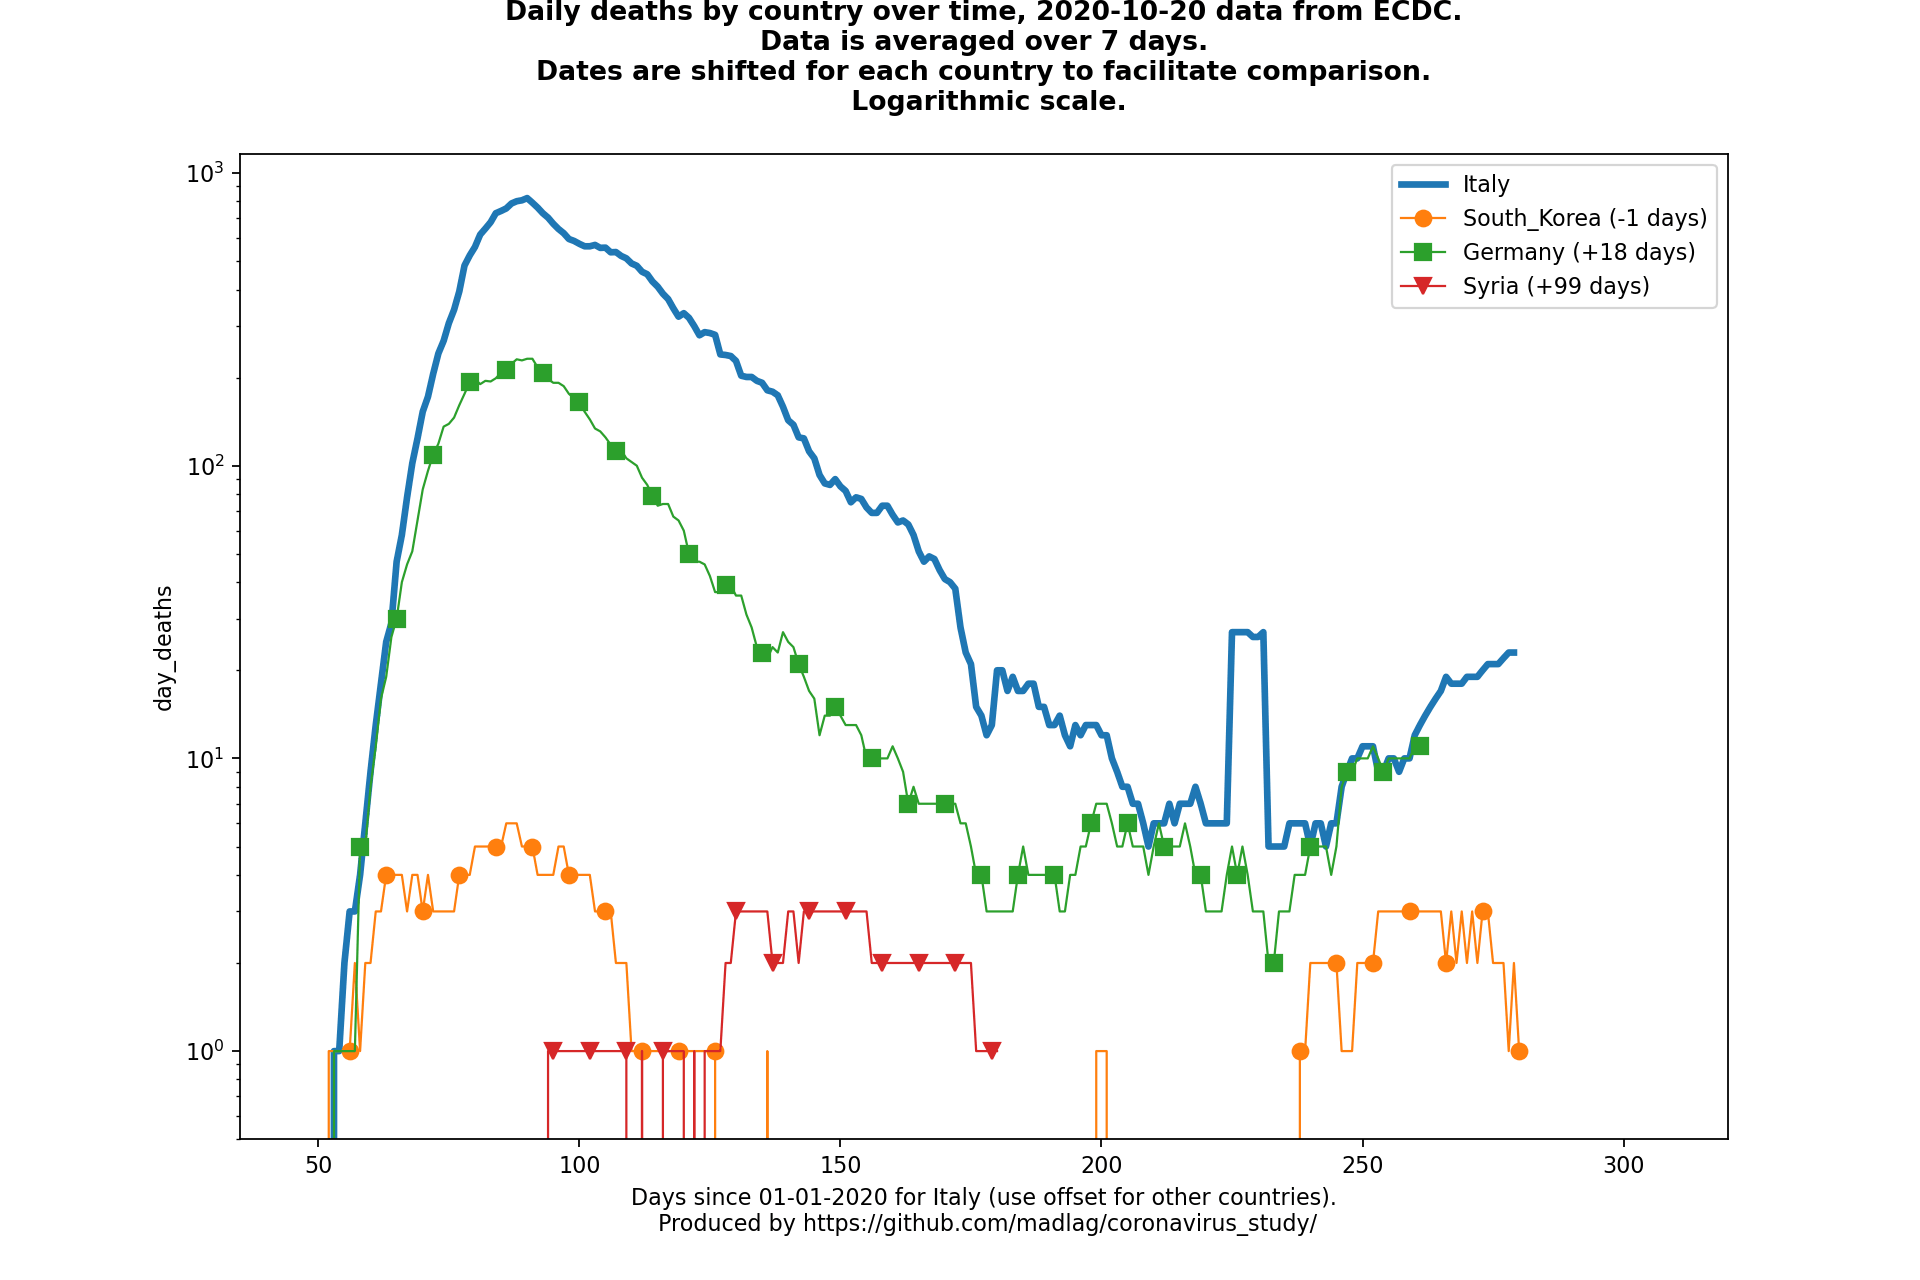 Daily deaths by country over time, 2020-10-20 data from ECDC.
Data is averaged over 7 days.
Dates are shifted for each country to facilitate comparison.
Logarithmic scale.
10³
10²
10¹
10⁰
day_deaths
Italy
South_Korea (-1 days)
Germany (+18 days)
Syria (+99 days)
50 100 150 200 250 300
Days since 01-01-2020 for Italy (use offset for other countries).
Produced by https://github.com/madlag/coronavirus_study/